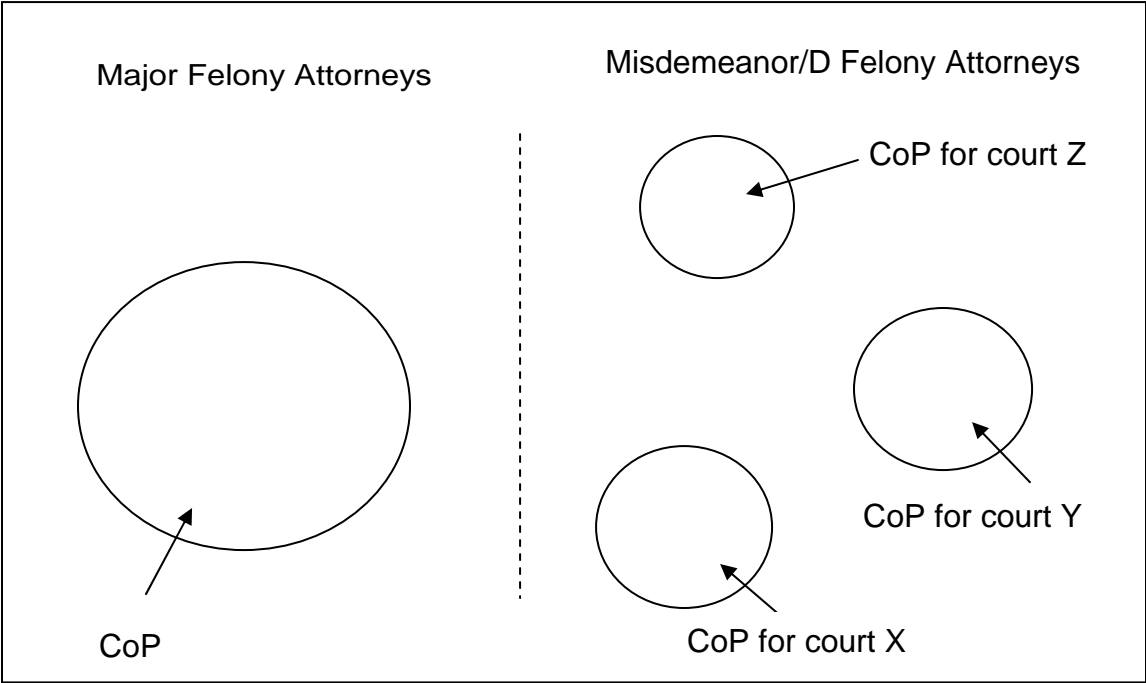 Major Felony Attorneys
Misdemeanor/D Felony Attorneys
CoP for court Z
CoP for court Y
CoP for court X
CoP